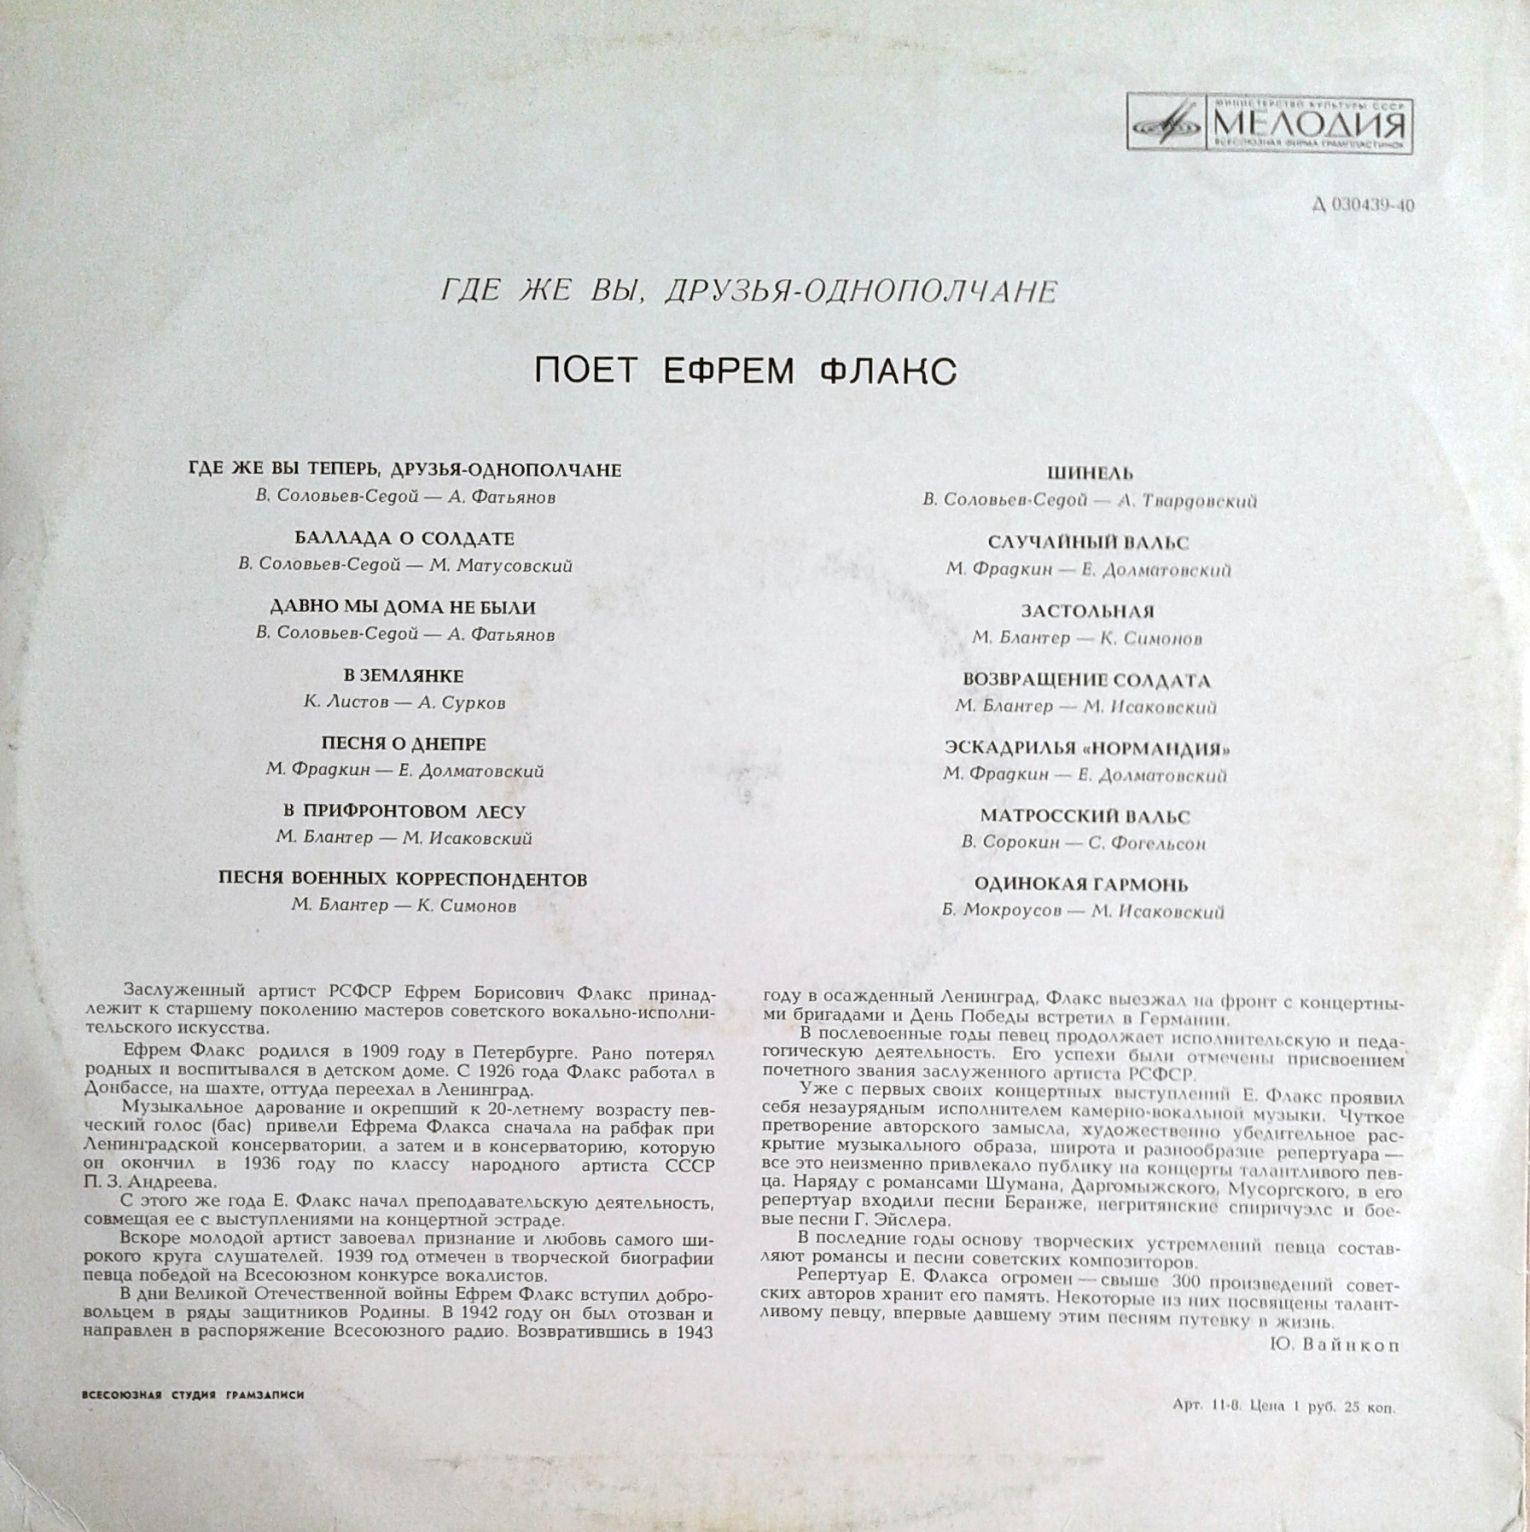 МИНИСТЕРСТВО КУЛЬТУРЫ СССР
МЕЛОДИЯ
ВСЕСОЮЗНАЯ ФИРМА ГРАМПЛАСТИНОК
Д 030439-40
ГДЕ ЖЕ ВЫ, ДРУЗЬЯ-ОДНОПОЛЧАНЕ
ПОЕТ ЕФРЕМ ФЛАКС
ГДЕ ЖЕ ВЫ ТЕПЕРЬ, ДРУЗЬЯ-ОДНОПОЛЧАНЕ
В. Соловьев-Седой — А. Фатьянов
БАЛЛАДА О СОЛДАТЕ
В. Соловьев-Седой — М. Матусовский
ДАВНО МЫ ДОМА НЕ БЫЛИ
В. Соловьев-Седой — А. Фатьянов
В ЗЕМЛЯНКЕ
К. Листов — А. Сурков
ПЕСНЯ О ДНЕПРЕ
М. Фрадкин — Е. Долматовский
В ПРИФРОНТОВОМ ЛЕСУ
М. Блантер — М. Исаковский
ПЕСНЯ ВОЕННЫХ КОРРЕСПОНДЕНТОВ
М. Блантер — К. Симонов
ШИНЕЛЬ
В. Соловьев-Седой — А. Твардовский
СЛУЧАЙНЫЙ ВАЛЬС
М. Фрадкин — Е. Долматовский
ЗАСТОЛЬНАЯ
М. Блантер — К. Симонов
ВОЗВРАЩЕНИЕ СОЛДАТА
М. Блантер — М. Исаковский
ЭСКАДРИЛЬЯ «НОРМАНДИЯ»
М. Фрадкин — Е. Долматовский
МАТРОССКИЙ ВАЛЬС
В. Сорокин — С. Фогельсон
ОДИНОКАЯ ГАРМОНЬ
Б. Мокроусов — М. Исаковский
Заслуженный артист РСФСР Ефрем Борисович Флакс принад-
лежит к старшему поколению мастеров советского вокально-исполни-
тельского искусства.
Ефрем Флакс родился в 1909 году в Петербурге. Рано потерял
родных и воспитывался в детском доме. С 1926 года Флакс работал в
Донбассе, на шахте, оттуда переехал в Ленинград.
Музыкальное дарование и окрепший к 20-летнему возрасту пев-
ческий голос (бас) привели Ефрема Флакса сначала на рабфак при
Ленинградской консерватории, а затем и в консерваторию, которую
он окончил в 1936 году по классу народного артиста СССР
П. З. Андреева.
С этого же года Е. Флакс начал преподавательскую деятельность,
совмещая ее с выступлениями на концертной эстраде.
Вскоре молодой артист завоевал признание и любовь самого ши-
рокого круга слушателей. 1939 год отмечен в творческой биографии
певца победой на Всесоюзном конкурсе вокалистов.
В дни Великой Отечественной войны Ефрем Флакс вступил добро-
вольцем в ряды защитников Родины. В 1942 году он был отозван и
направлен в распоряжение Всесоюзного радио. Возвратившись в 1943
году в осажденный Ленинград, Флакс выезжал на фронт с концертны-
ми бригадами и День Победы встретил в Германии.
В послевоенные годы певец продолжает исполнительскую и педа-
гогическую деятельность. Его успехи были отмечены присвоением
почетного звания заслуженного артиста РСФСР.
Уже с первых своих концертных выступлений Е. Флакс проявил
себя незаурядным исполнителем камерно-вокальной музыки. Чуткое
претворение авторского замысла, художественно убедительное рас-
крытие музыкального образа, широта и разнообразие репертуара —
все это неизменно привлекало публику на концерты талантливого пев-
ца. Наряду с романсами Шумана, Даргомыжского, Мусоргского, в его
репертуар входили песни Беранже, негритянские спиричуэлс и бое-
вые песни Г. Эйслера.
В последние годы основу творческих устремлений певца состав-
ляют романсы и песни советских композиторов.
Репертуар Е. Флакса огромен — свыше 300 произведений совет-
ских авторов хранит его память. Некоторые из них посвящены талант-
ливому певцу, впервые давшему этим песням путевку в жизнь.
Ю. Вайнкоп
ВСЕСОЮЗНАЯ СТУДИЯ ГРАМЗАПИСИ
Арт. 11-8. Цена 1 руб. 25 коп.